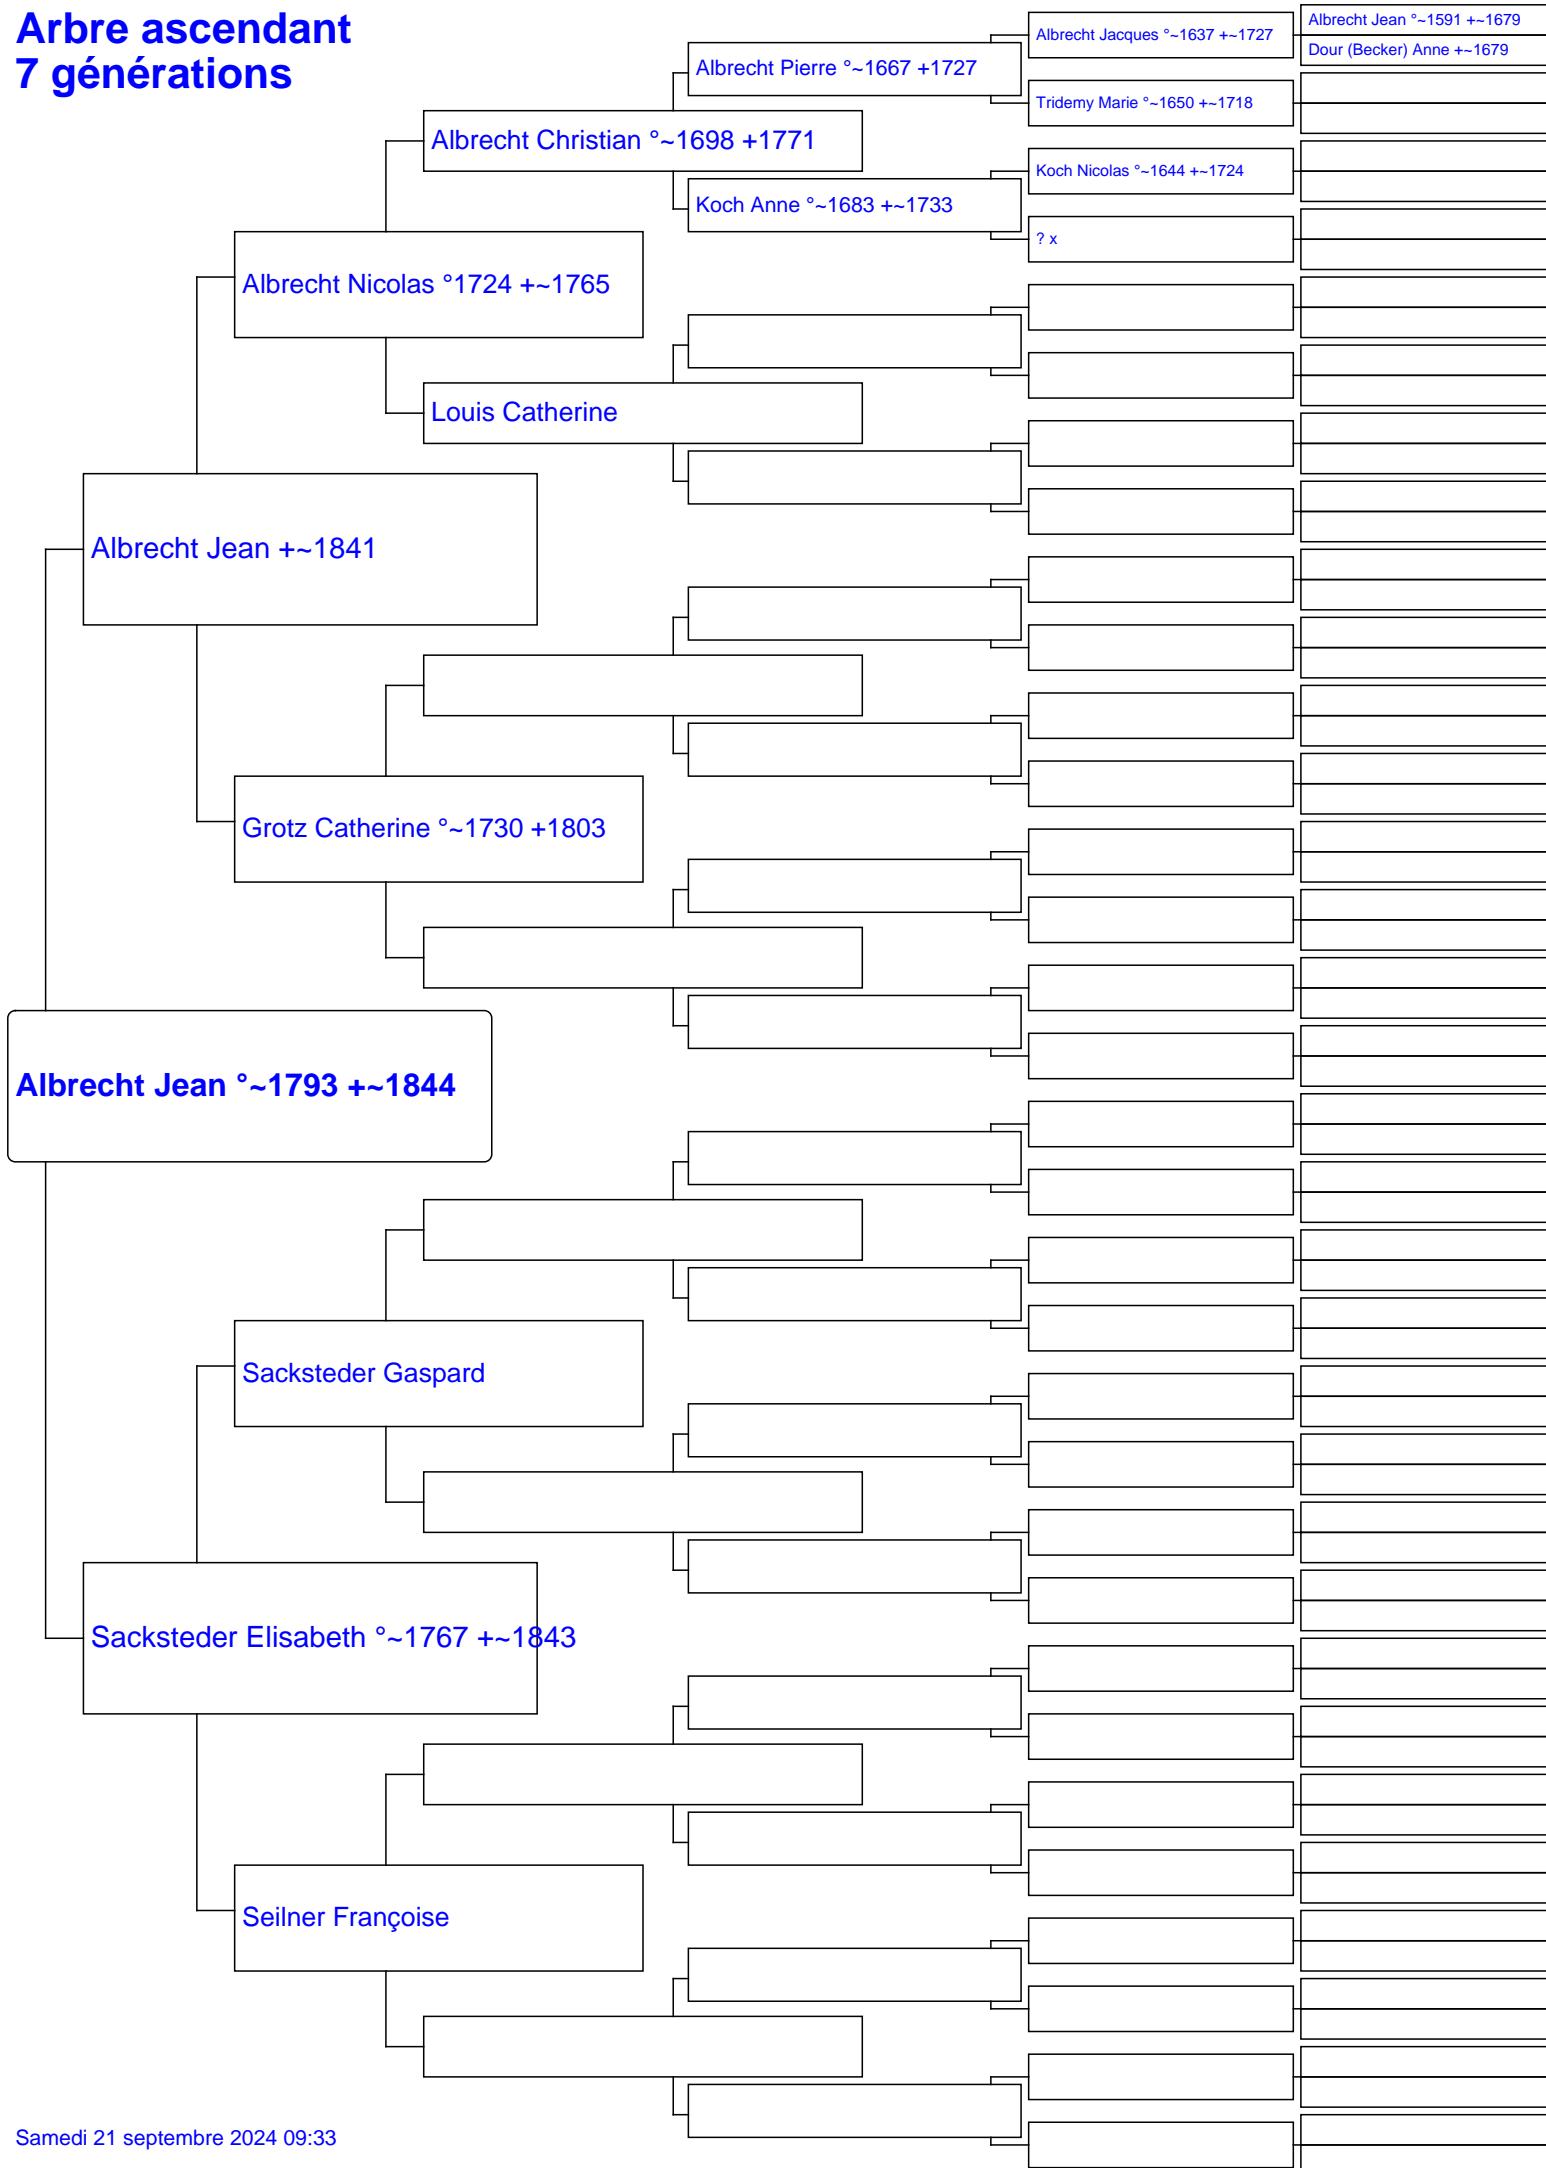 Arbre ascendant
7 générations
Albrecht Jean °~1591 +~1679
Dour (Becker) Anne +~1679
Albrecht Jacques °~1637 +~1727
Albrecht Pierre °~1667 +1727
Tridemy Marie °~1650 +~1718
Albrecht Christian °~1698 +1771
Koch Nicolas °~1644 +~1724
Koch Anne °~1683 +~1733
? x
Albrecht Nicolas °1724 +~1765
Louis Catherine
Albrecht Jean +~1841
Grotz Catherine °~1730 +1803
Albrecht Jean °~1793 +~1844
Sacksteder Gaspard
Sacksteder Elisabeth °~1767 +~1843
Seilner Françoise
Samedi 21 septembre 2024 09:33